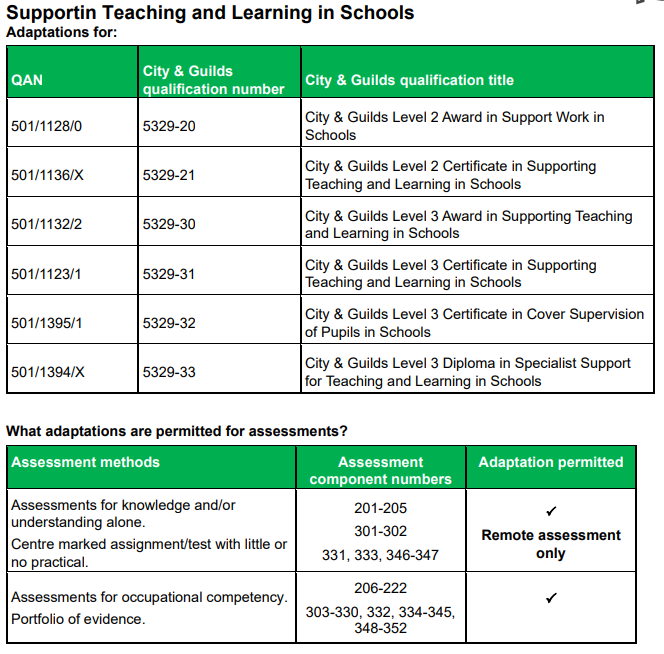 Supportin Teaching and Learning in Schools
Adaptations for:
QAN
City & Guilds
qualification number
City & Guilds qualification title
501/1128/0
5329-20
City & Guilds Level 2 Award in Support Work in
Schools
501/1136/X
5329-21
City & Guilds Level 2 Certificate in Supporting
Teaching and Learning in Schools
501/1132/2
5329-30
City & Guilds Level 3 Award in Supporting Teaching
and Learning in Schools
501/1123/1
5329-31
City & Guilds Level 3 Certificate in Supporting
Teaching and Learning in Schools
501/1395/1
5329-32
City & Guilds Level 3 Certificate in Cover Supervision
of Pupils in Schools
501/1394/X
5329-33
City & Guilds Level 3 Diploma in Specialist Support
for Teaching and Learning in Schools
What adaptations are permitted for assessments?
Assessment methods
Assessment
component numbers
Adaptation permitted
Assessments for knowledge and/or
understanding alone.
Centre marked assignment/test with little or
no practical.
201-205
301-302
331, 333, 346-347
✓
Remote assessment
only
Assessments for occupational competency.
Portfolio of evidence.
206-222
303-330, 332, 334-345,
348-352
✓